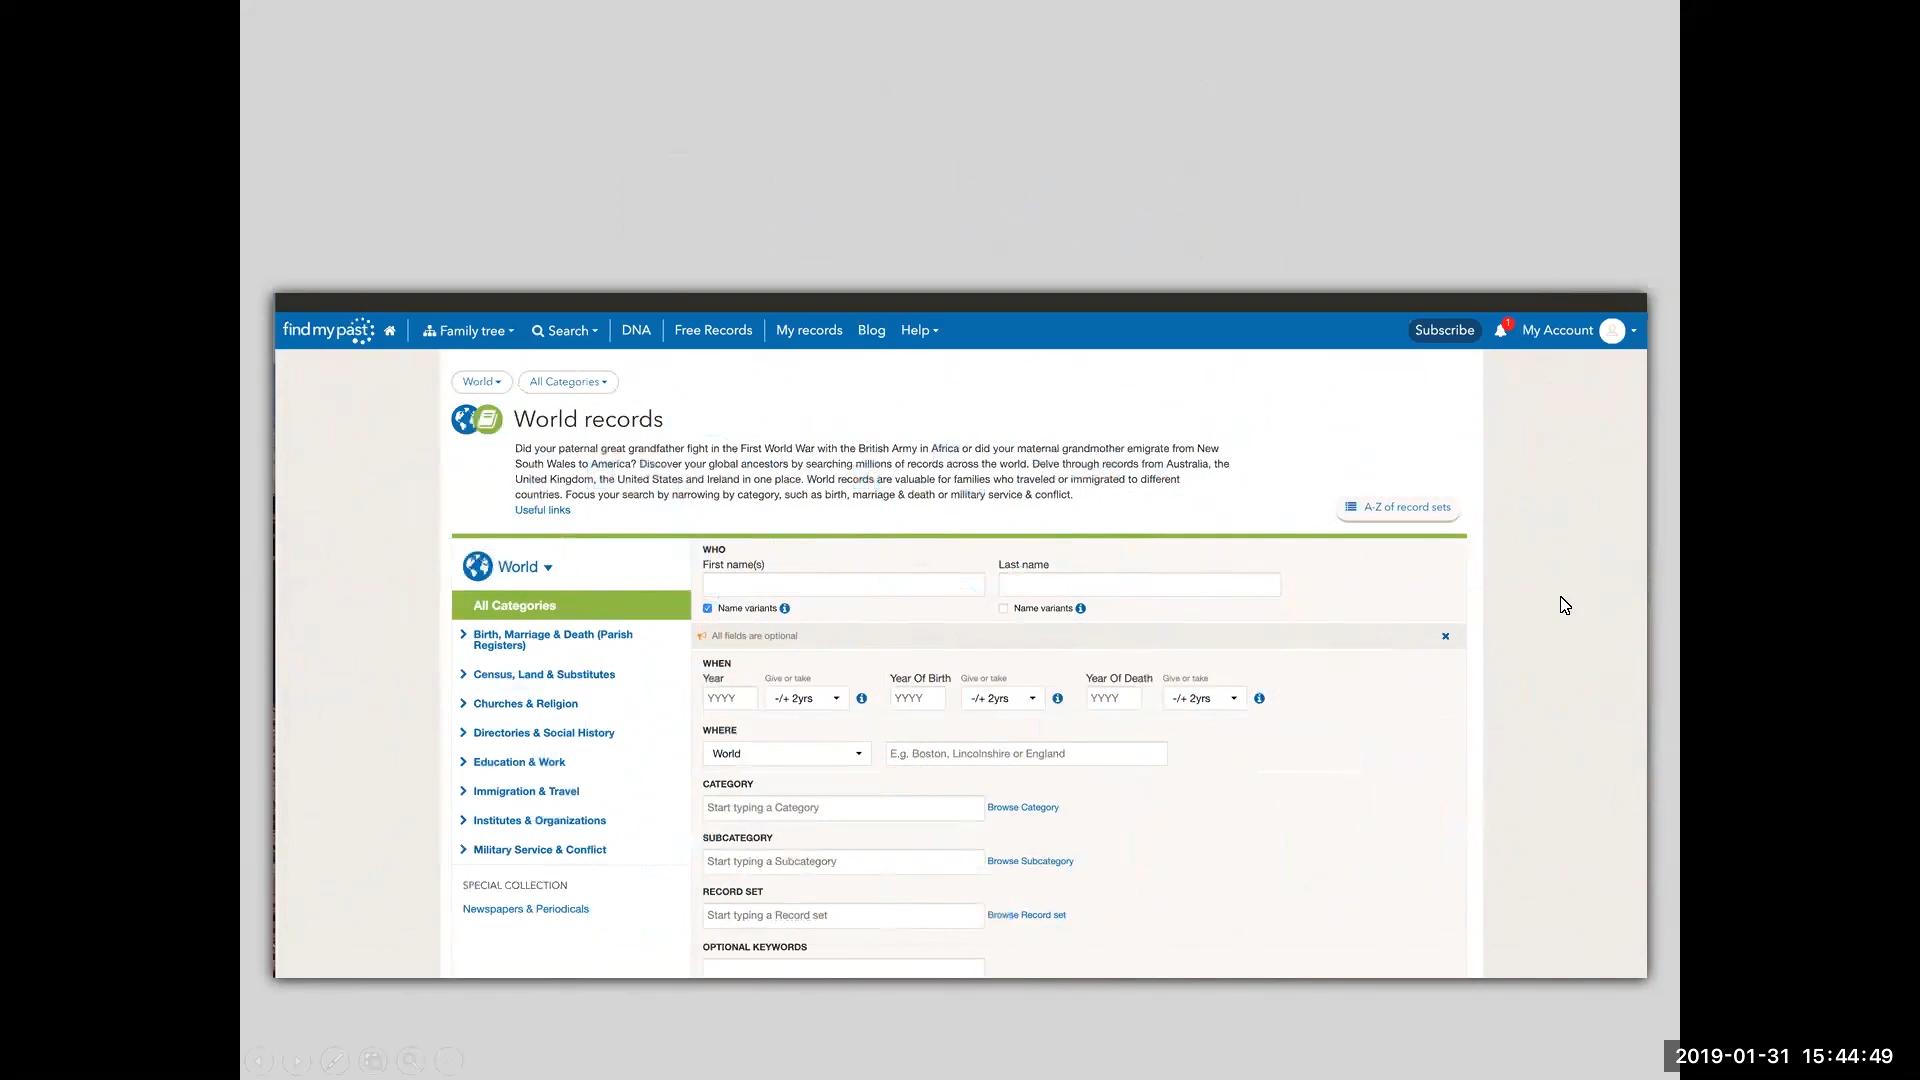 findmypast
Family tree
Search
DNA
Free Records
My records
Blog
Help
Subscribe
1
My Account
World
All Categories
World records
Did your paternal great grandfather fight in the First World War with the British Army in Africa or did your maternal grandmother emigrate from New
South Wales to America? Discover your global ancestors by searching millions of records across the world. Delve through records from Australia, the
United Kingdom, the United States and Ireland in one place. World records are valuable for families who traveled or immigrated to different
countries. Focus your search by narrowing by category, such as birth, marriage & death or military service & conflict.
Useful links
A-Z of record sets
World
All Categories
Birth, Marriage & Death (Parish
Registers)
Census, Land & Substitutes
Churches & Religion
Directories & Social History
Education & Work
Immigration & Travel
Institutes & Organizations
Military Service & Conflict
SPECIAL COLLECTION
Newspapers & Periodicals
WHO
First name(s)
Last name
Name variants
Name variants
All fields are optional
WHEN
Year
Give or take
Year Of Birth
Give or take
Year Of Death
Give or take
YYYY
-/+ 2yrs
YYYY
-/+ 2yrs
YYYY
-/+ 2yrs
WHERE
World
E.g. Boston, Lincolnshire or England
CATEGORY
Start typing a Category
Browse Category
SUBCATEGORY
Start typing a Subcategory
Browse Subcategory
RECORD SET
Start typing a Record set
Browse Record set
OPTIONAL KEYWORDS
2019-01-31 15:44:49